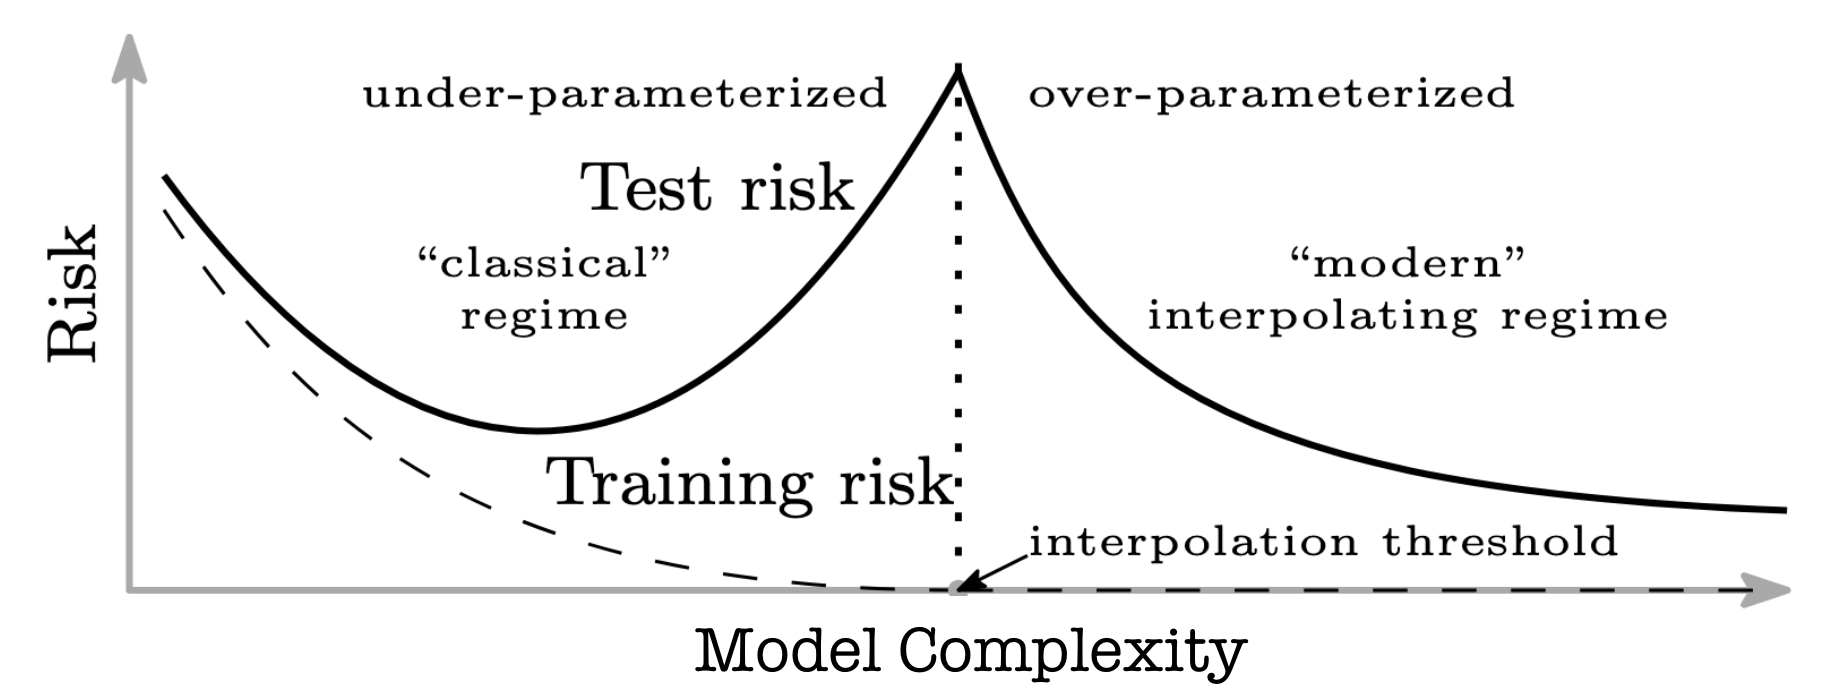 under-parameterized
over-parameterized
Test risk
“classical”
regime
“modern”
interpolating regime
Risk
Training risk
interpolation threshold
Model Complexity